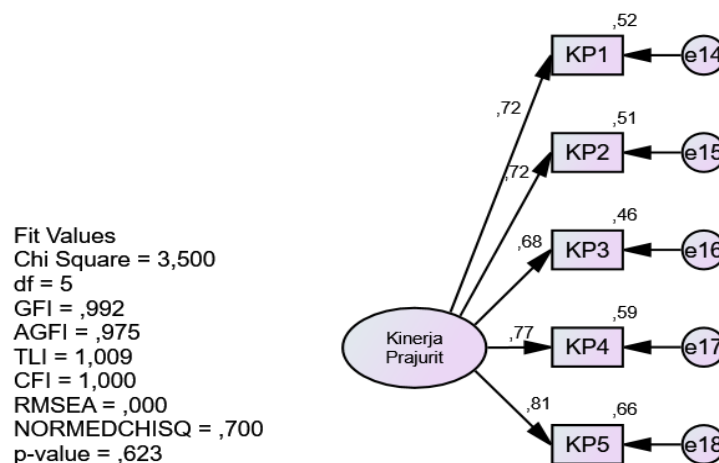 ,52
KP1
e14
,72
,51
KP2
e15
,72
,46
KP3
e16
,68
Fit Values
Chi Square = 3,500
df = 5
GFI = ,992
AGFI = ,975
TLI = 1,009
CFI = 1,000
RMSEA = ,000
NORMEDCHISQ = ,700
p-value = ,623
Kinerja
Prajurit
,59
KP4
e17
,77
,81
,66
KP5
e18